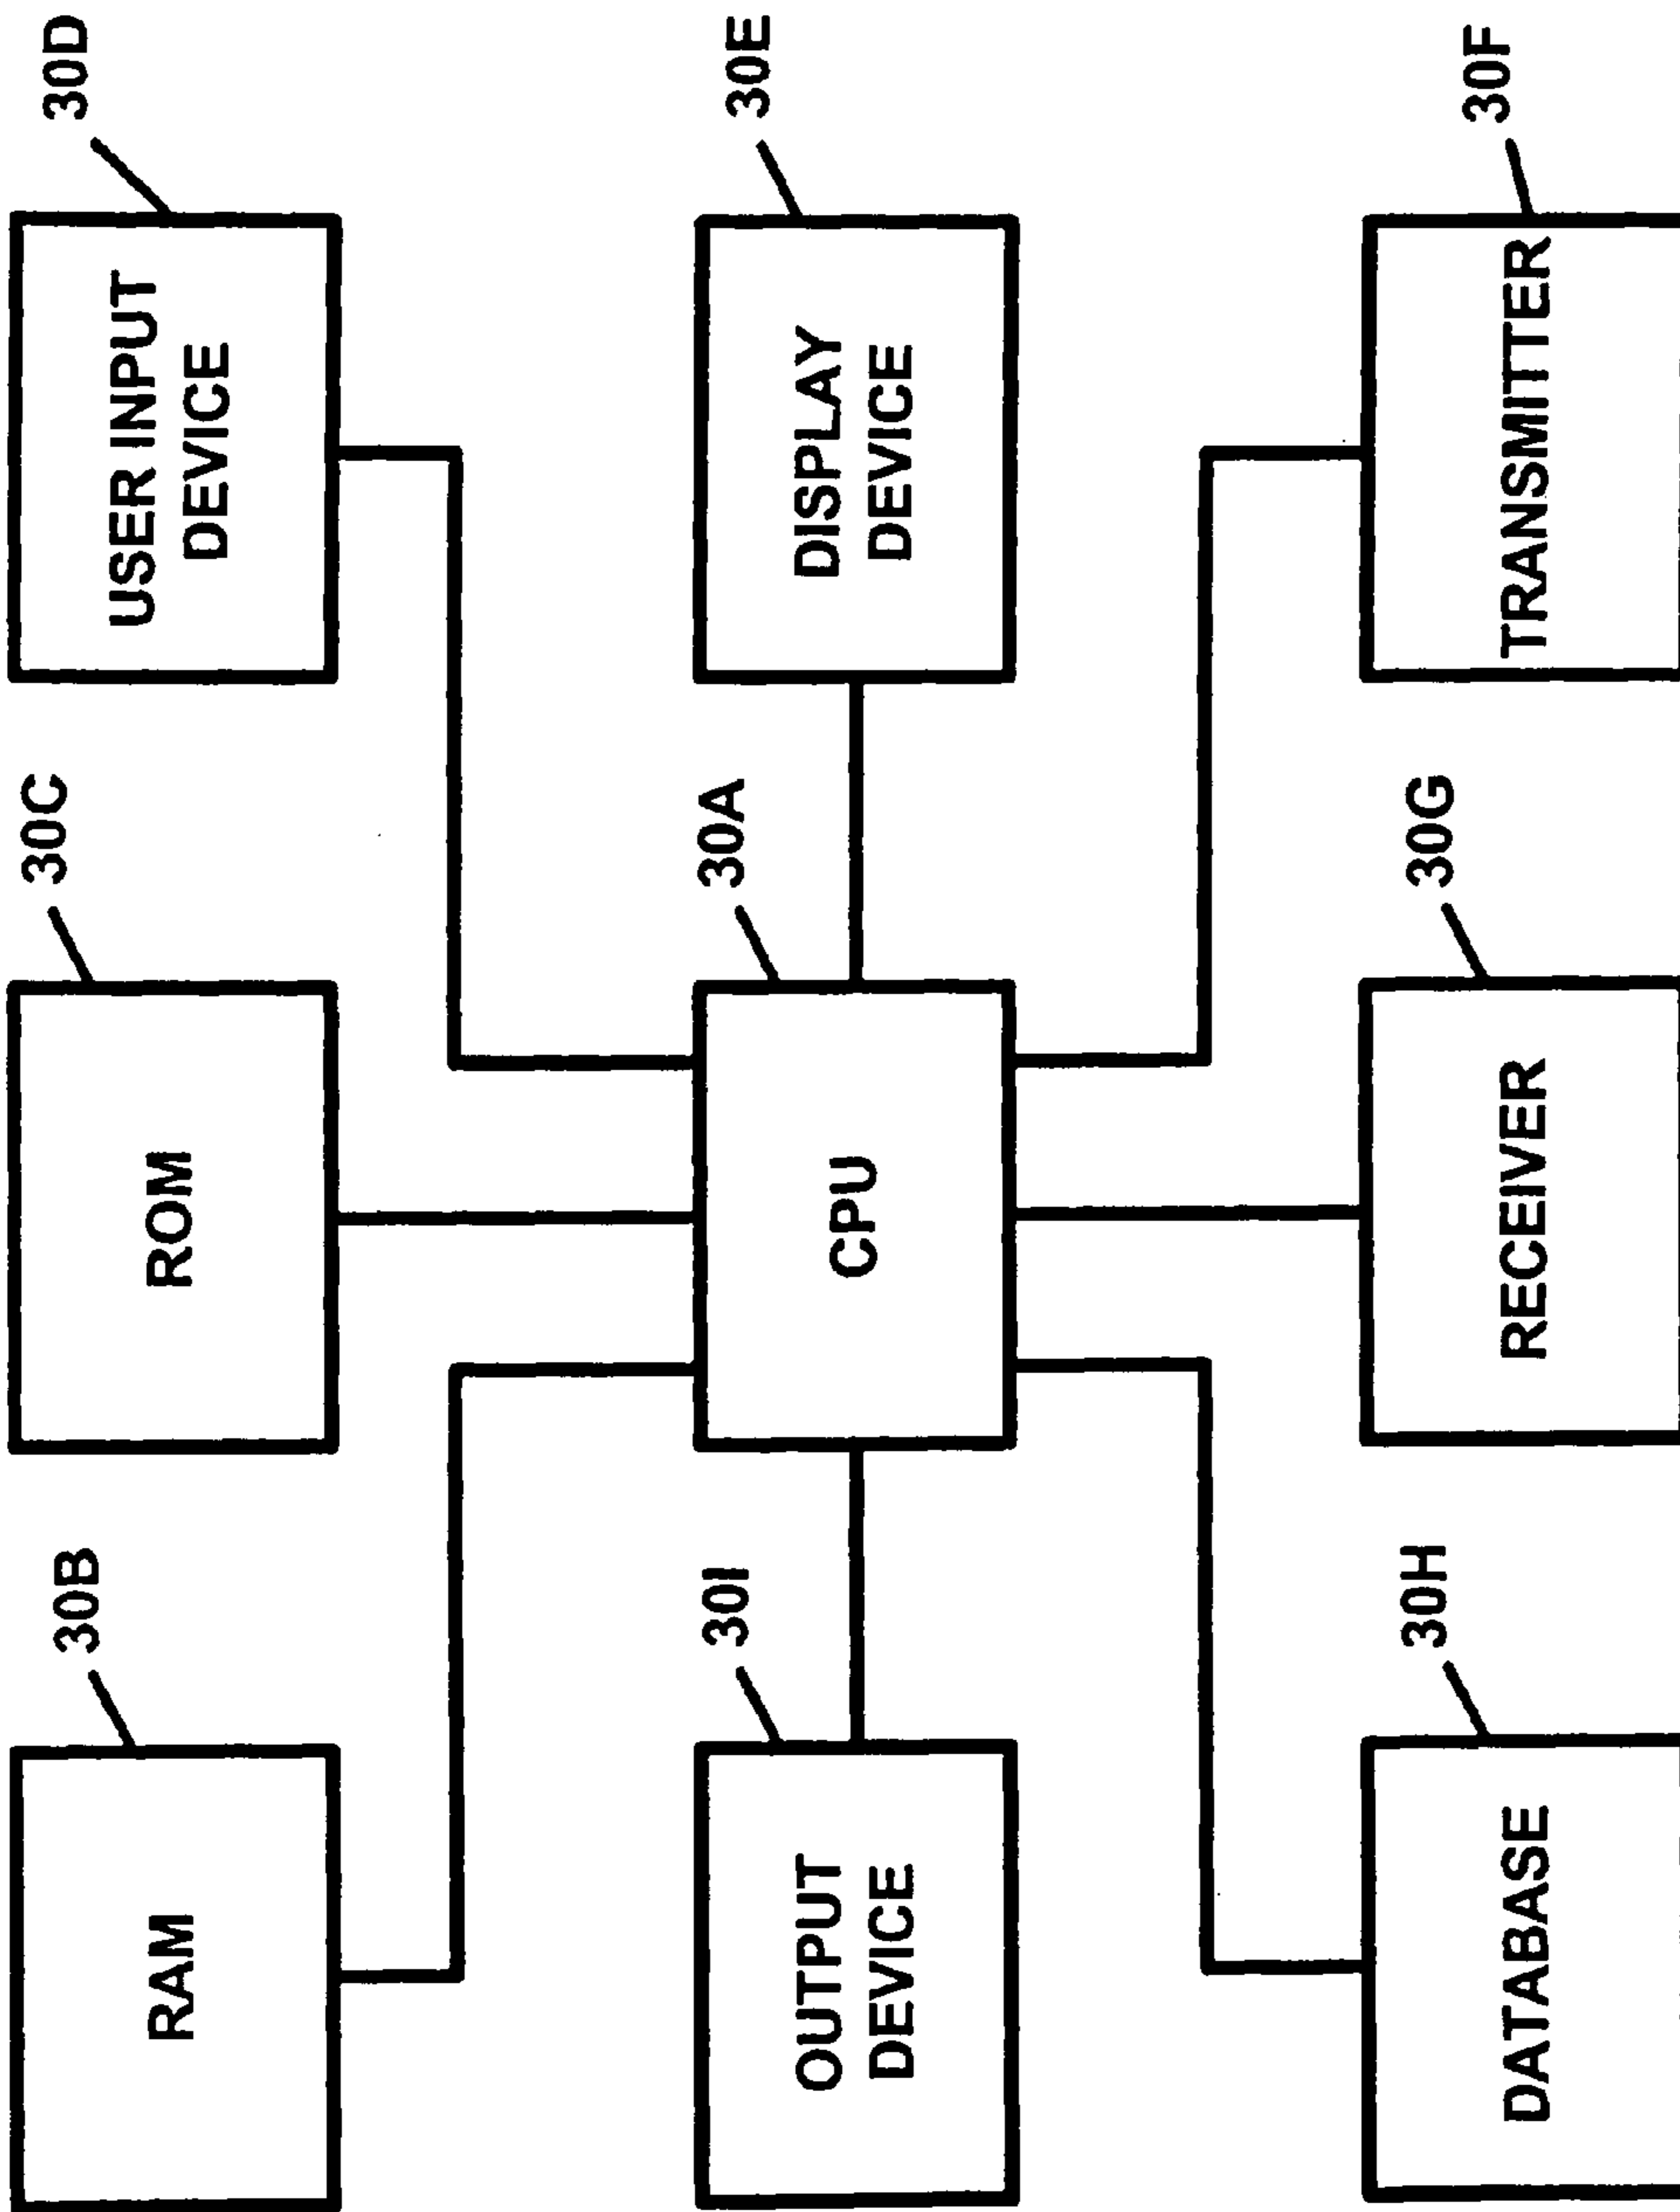 30B
RAM
30C
ROM
30D
USER INPUT
DEVICE
30I
OUTPUT
DEVICE
30A
CPU
30E
DISPLAY
DEVICE
30H
DATABASE
30G
RECEIVER
30F
TRANSMITTER